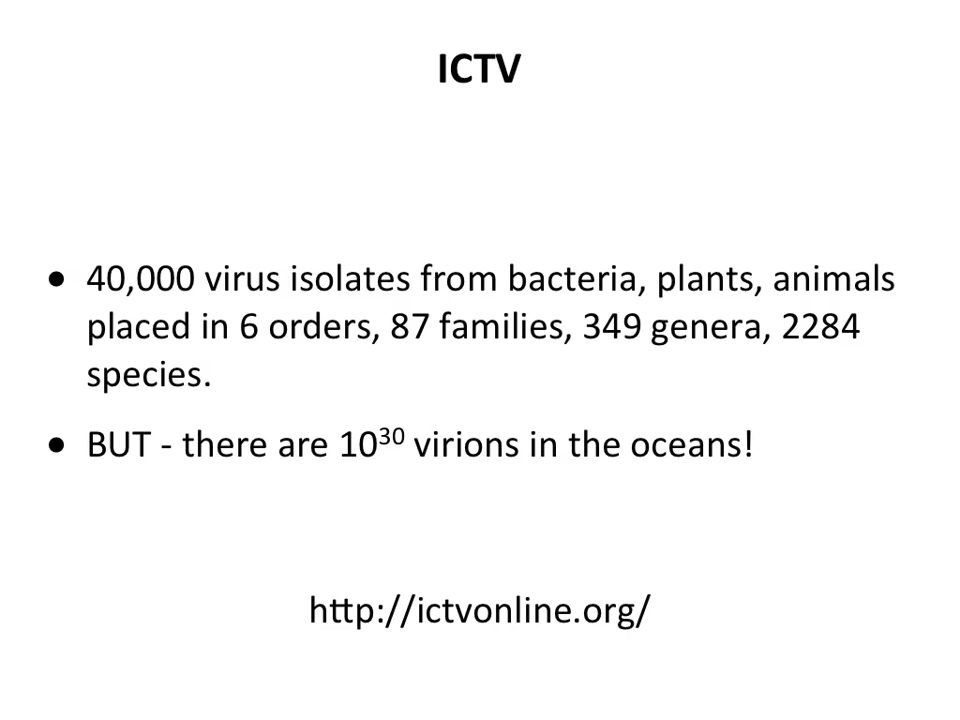 ICTV
● 40,000 virus isolates from bacteria, plants, animals
placed in 6 orders, 87 families, 349 genera, 2284
species.
● BUT - there are 10³⁰ virions in the oceans!
http://ictvonline.org/